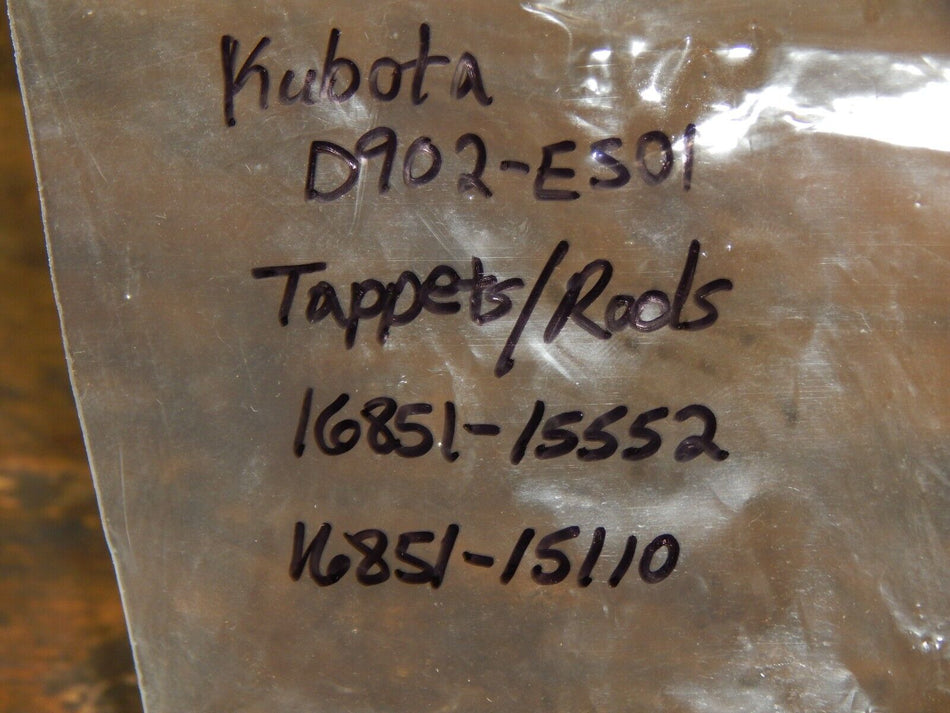 Kubota
D902-ES01
Tappets/Rods
16851-15552
16851-15110